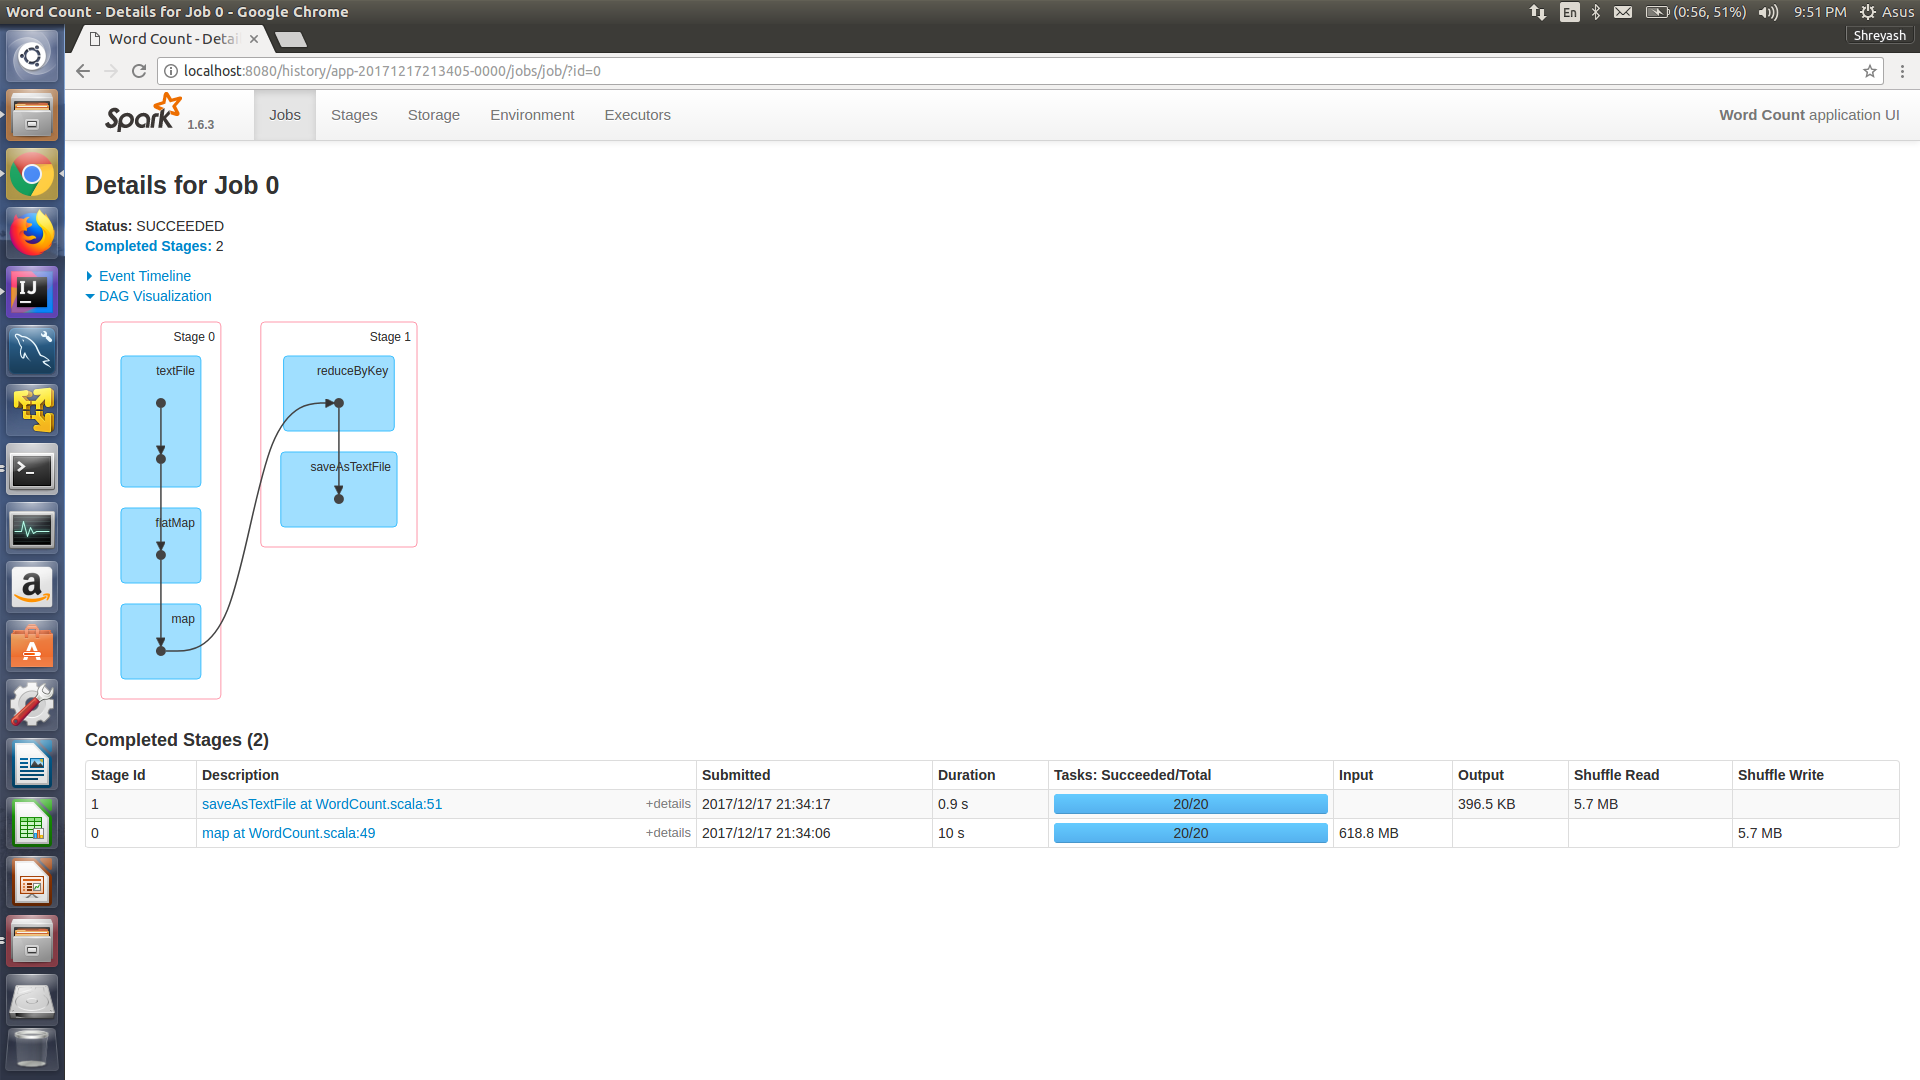 Word Count - Details for Job 0 - Google Chrome
En (0:56, 51%) 9:51 PM Asus
Word Count - Detai
Shreyash
localhost:8080/history/app-20171217213405-0000/jobs/job/?id=0
Spark 1.6.3 Jobs Stages Storage Environment Executors Word Count application UI
Details for Job 0
Status: SUCCEEDED
Completed Stages: 2
Event Timeline
DAG Visualization
Stage 0
textFile
flatMap
map
Stage 1
reduceByKey
saveAsTextFile
Completed Stages (2)
Stage Id Description Submitted Duration Tasks: Succeeded/Total Input Output Shuffle Read Shuffle Write
1 saveAsTextFile at WordCount.scala:51 +details 2017/12/17 21:34:17 0.9 s 20/20 396.5 KB 5.7 MB
0 map at WordCount.scala:49 +details 2017/12/17 21:34:06 10 s 20/20 618.8 MB 5.7 MB